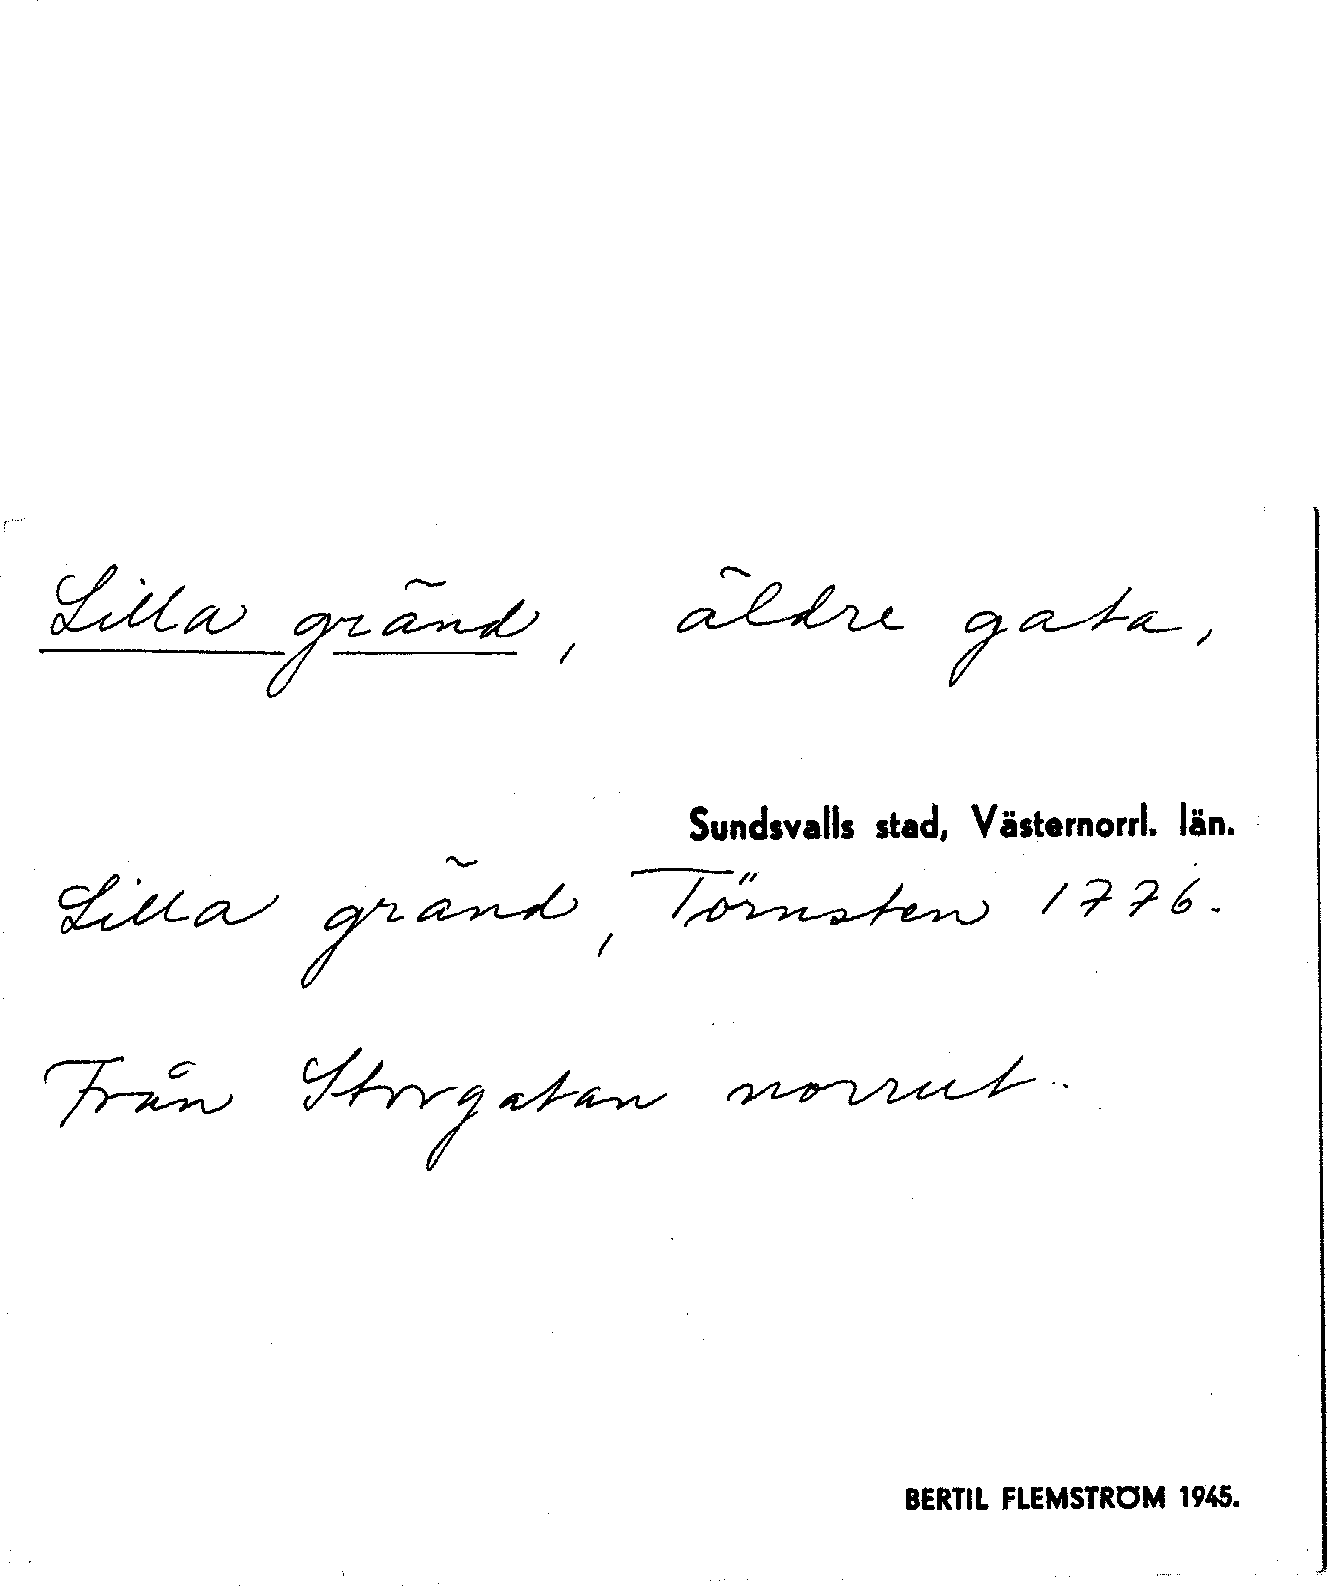 Lilla gränd, äldre gata,
Sundsvalls stad, Västernorrl. län.
Lilla gränd, Törnsten 1776.
Från Storgatan norrut.
BERTIL FLEMSTRÖM 1945.